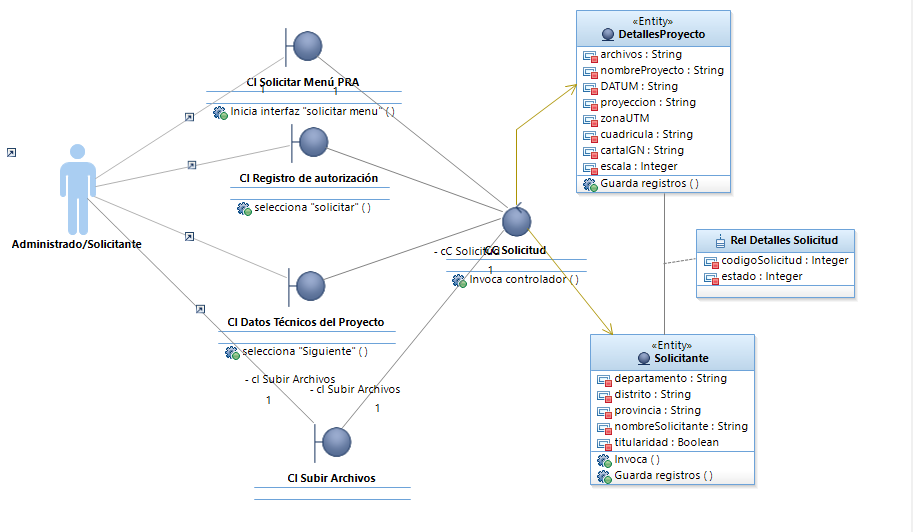 CI Solicitar Menú PRA
1
1
Inicia interfaz "solicitar menu" ( )
CI Registro de autorización
selecciona "solicitar" ( )
Administrado/Solicitante
CI Datos Técnicos del Proyecto
selecciona "Siguiente" ( )
- cI Subir Archivos
1
- cI Subir Archivos
1
CI Subir Archivos
- cC Solicitud
1
CC Solicitud
Invoca controlador ( )
«Entity»
DetallesProyecto
archivos : String
nombreProyecto : String
DATUM : String
proyeccion : String
zonaUTM
cuadricula : String
cartaIGN : String
escala : Integer
Guarda registros ( )
Rel Detalles Solicitud
codigoSolicitud : Integer
estado : Integer
«Entity»
Solicitante
departamento : String
distrito : String
provincia : String
nombreSolicitante : String
titularidad : Boolean
Invoca ( )
Guarda registros ( )